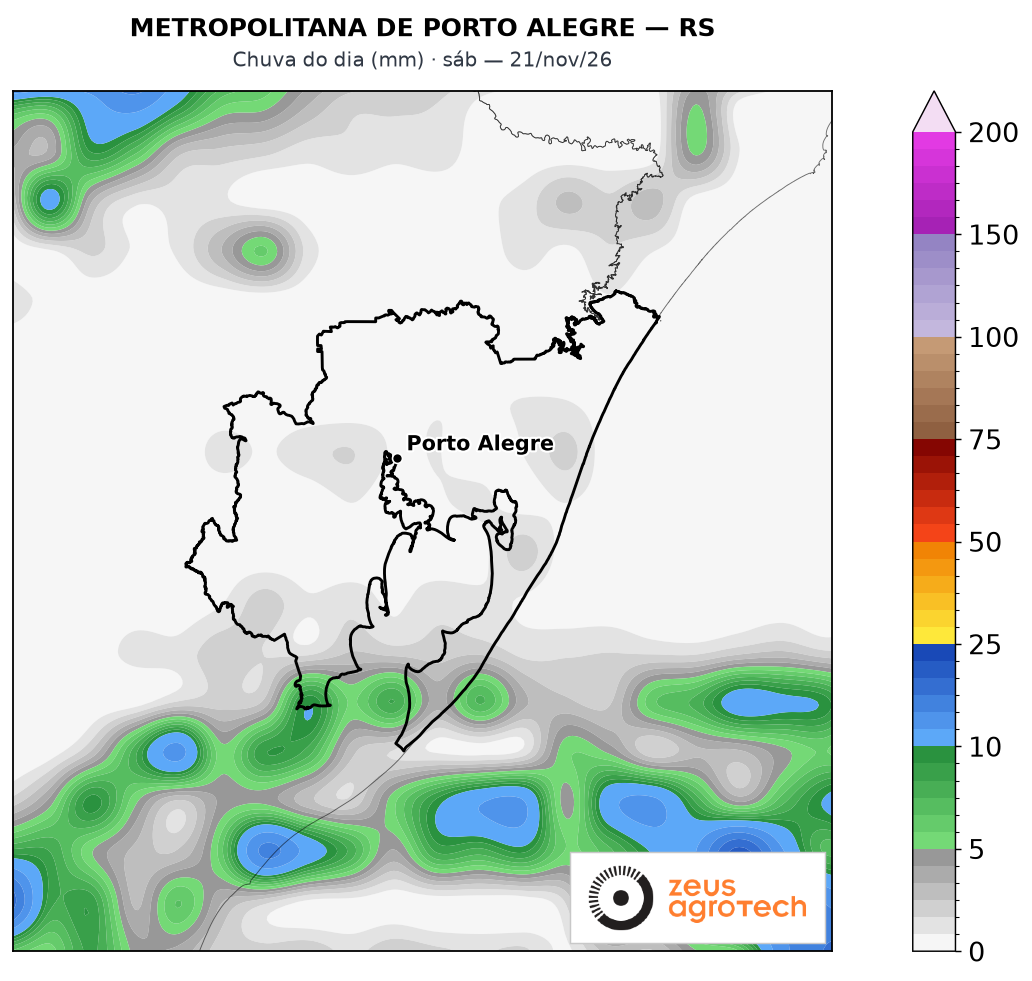 METROPOLITANA DE PORTO ALEGRE — RS
Chuva do dia (mm) · sáb — 21/nov/26
200
150
100
75
50
25
10
5
0
Porto Alegre
zeus
agrotech